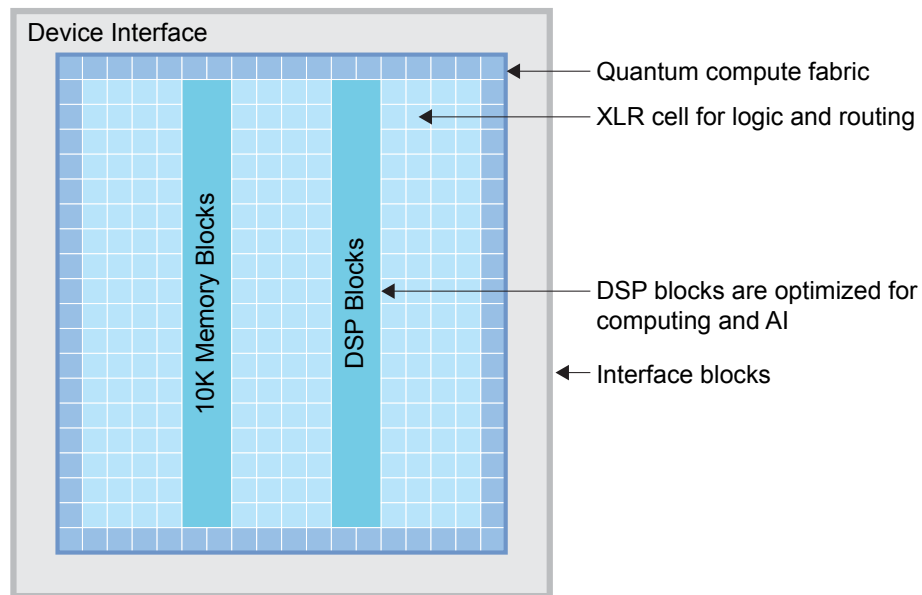 Device Interface
Quantum compute fabric
XLR cell for logic and routing
10K Memory Blocks
DSP Blocks
DSP blocks are optimized for
computing and AI
Interface blocks